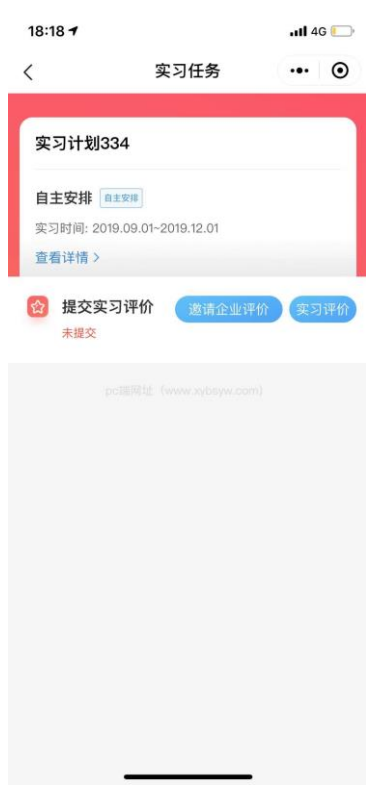 18:18
4G
实习任务
实习计划334
自主安排 自主安排
实习时间: 2019.09.01~2019.12.01
查看详情 >
提交实习评价 邀请企业评价 实习评价
未提交
pc端网址 (www.xybsyw.com)